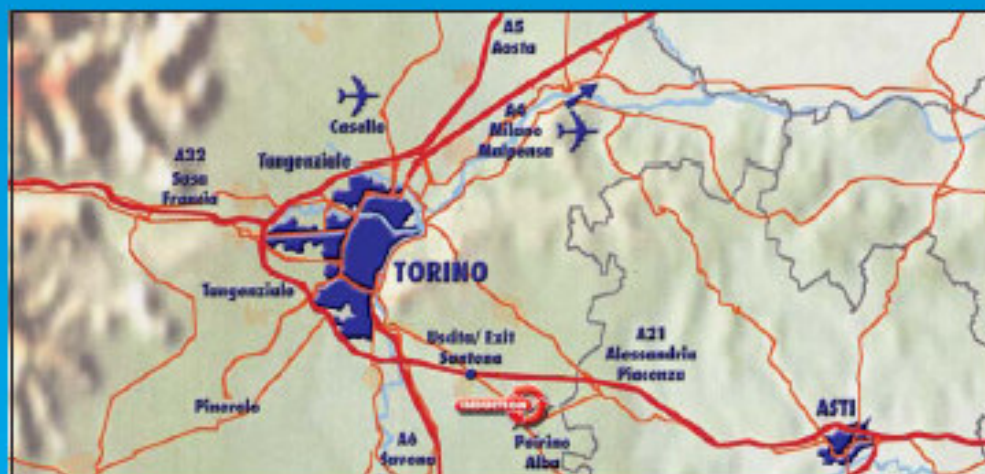 A5
Aosta
Caselle
A4
Milano
Malpensa
Tangenziale
A32
Susa
Francia
TORINO
Tangenziale
Uscita/ Exit
Santena
A21
Alessandria
Piacenza
Pinerolo
ASTI
A6
Savona
Poirino
Alba